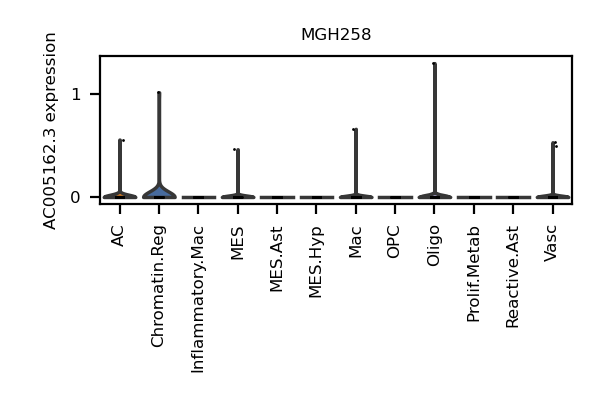 MGH258
AC005162.3 expression
1
0
AC
Chromatin.Reg
Inflammatory.Mac
MES
MES.Ast
MES.Hyp
Mac
OPC
Oligo
Prolif.Metab
Reactive.Ast
Vasc